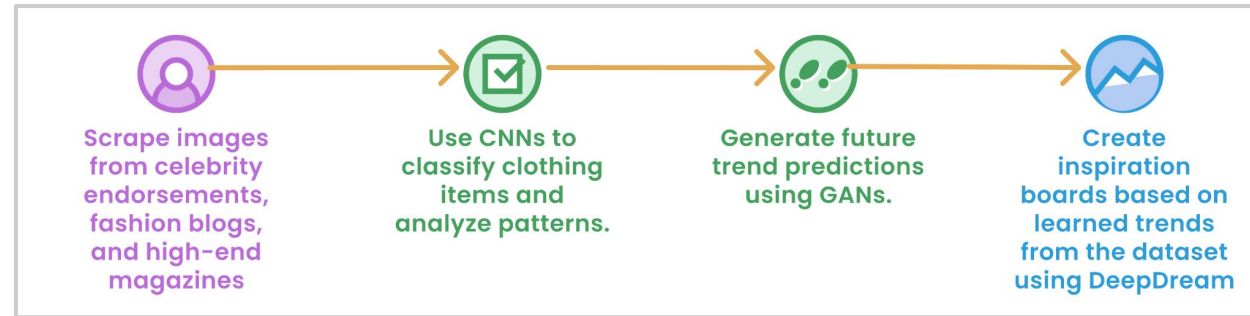 Scrape images
from celebrity
endorsements,
fashion blogs,
and high-end
magazines
Use CNNs to
classify clothing
items and
analyze patterns.
Generate future
trend predictions
using GANs.
Create
inspiration
boards based on
learned trends
from the dataset
using DeepDream